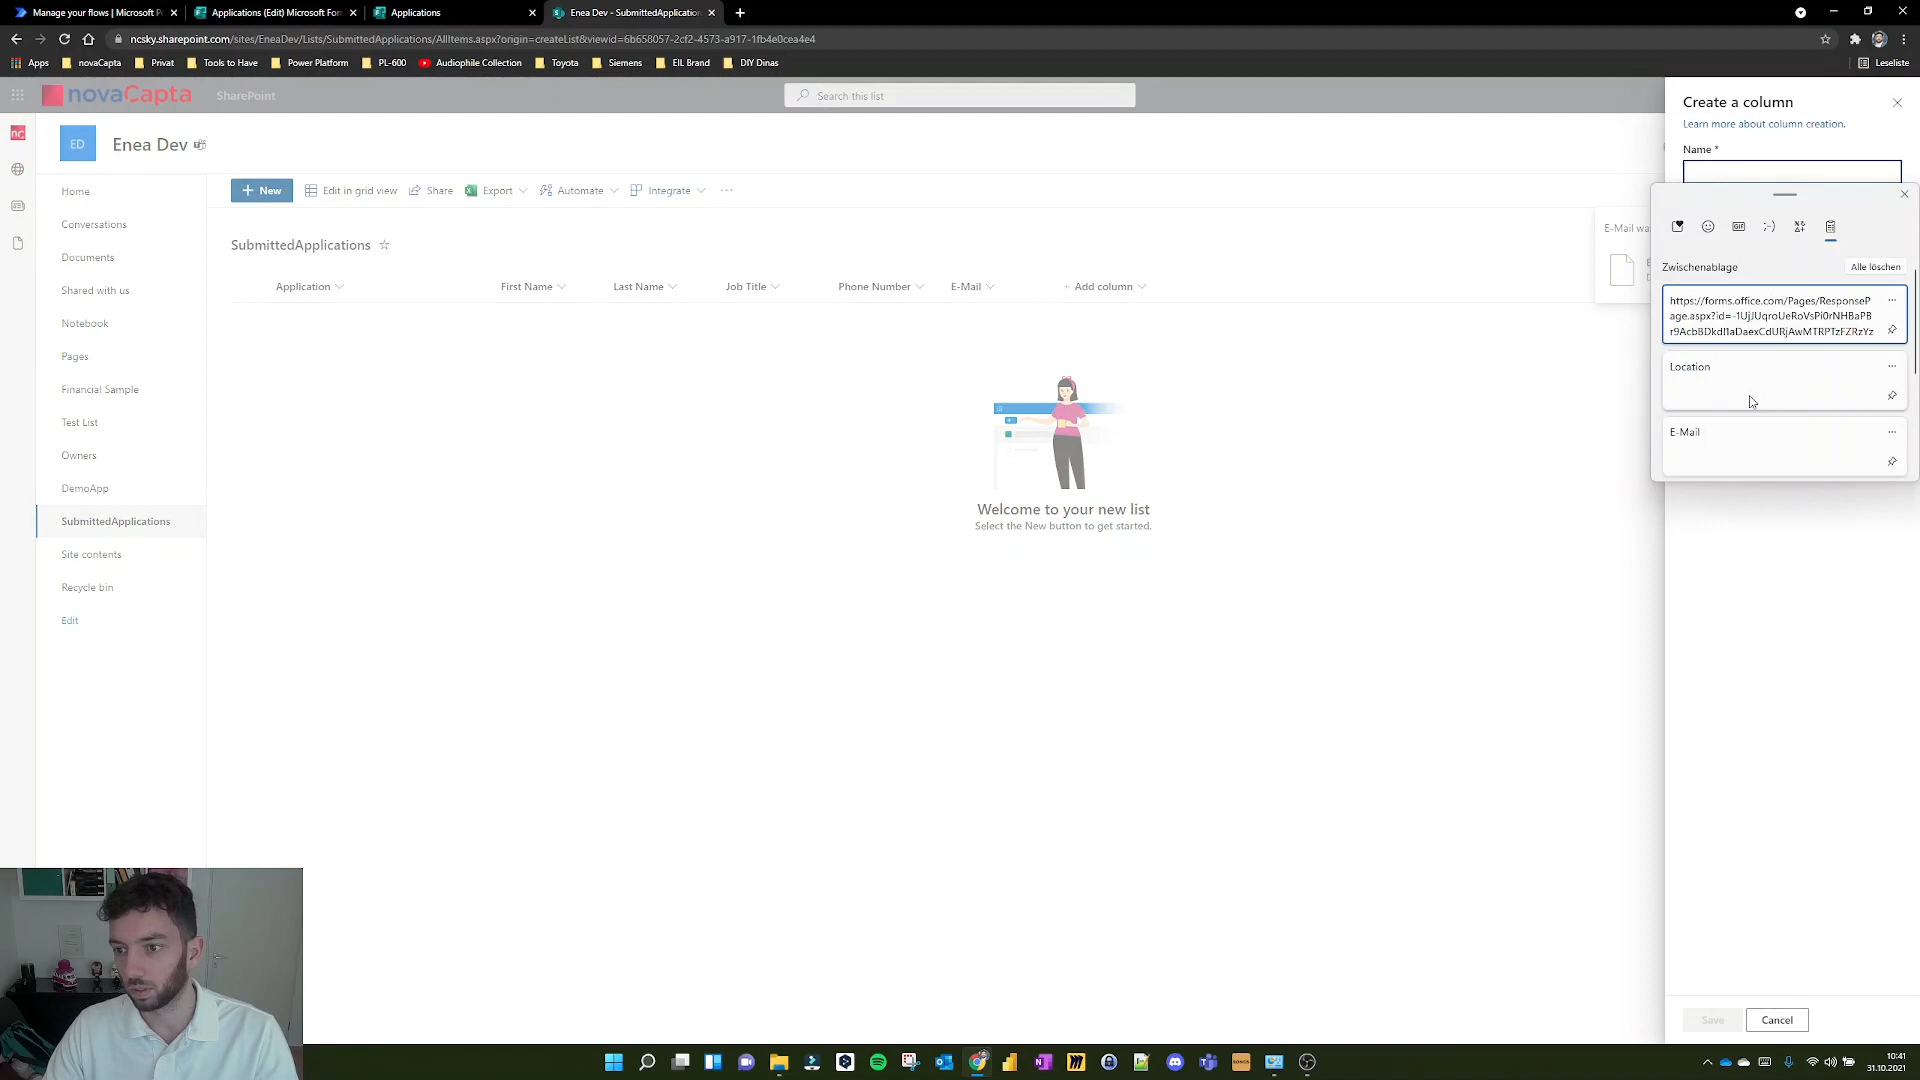 Manage your flows | Microsoft P
Applications (Edit) Microsoft For
Applications
Enea Dev - SubmittedApplication
ncsky.sharepoint.com/sites/EneaDev/Lists/SubmittedApplications/AllItems.aspx?origin=createList&viewid=6b658057-2cf2-4573-a917-1fb4e0cea4e4
Apps
novaCapta
Privat
Tools to Have
Power Platform
PL-600
Audiophile Collection
Toyota
Siemens
EIL Brand
DIY Dinas
Leseliste
novaCapta
SharePoint
Search this list
nc
ED
Enea Dev
Home
Conversations
Documents
Shared with us
Notebook
Pages
Financial Sample
Test List
Owners
DemoApp
SubmittedApplications
Site contents
Recycle bin
Edit
New
Edit in grid view
Share
Export
Automate
Integrate
SubmittedApplications
Application
First Name
Last Name
Job Title
Phone Number
E-Mail
Add column
Welcome to your new list
Select the New button to get started.
E-Mail wa
Create a column
Learn more about column creation.
Name *
GIF
;-)
Zwischenablage
Alle löschen
https://forms.office.com/Pages/ResponseP
age.aspx?id=-1UjJUqroUeRoVsPi0rNHBaPB
r9AcbBDkdI1aDaexCdURjAwMTRPTzFZRzYz
Location
E-Mail
Save
Cancel
10:41
31.10.2021